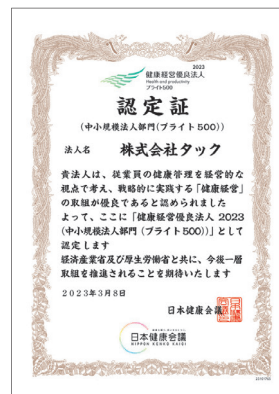 2023
健康経営優良法人
Health and productivity
ブライト500
認定証
(中小規模法人部門(ブライト500))
法人名 株式会社タック
貴法人は、従業員の健康管理を経営的な
視点で考え、戦略的に実践する「健康経営」
の取組が優良であると認められました
よって、ここに「健康経営優良法人 2023
(中小規模法人部門 (ブライト500))」として
認定します
経済産業省及び厚生労働省と共に、今後一層
取組を推進されることを期待いたします
2023年3月8日
日本健康会議
日本健康会議
NIPPON KENKO KAIGI